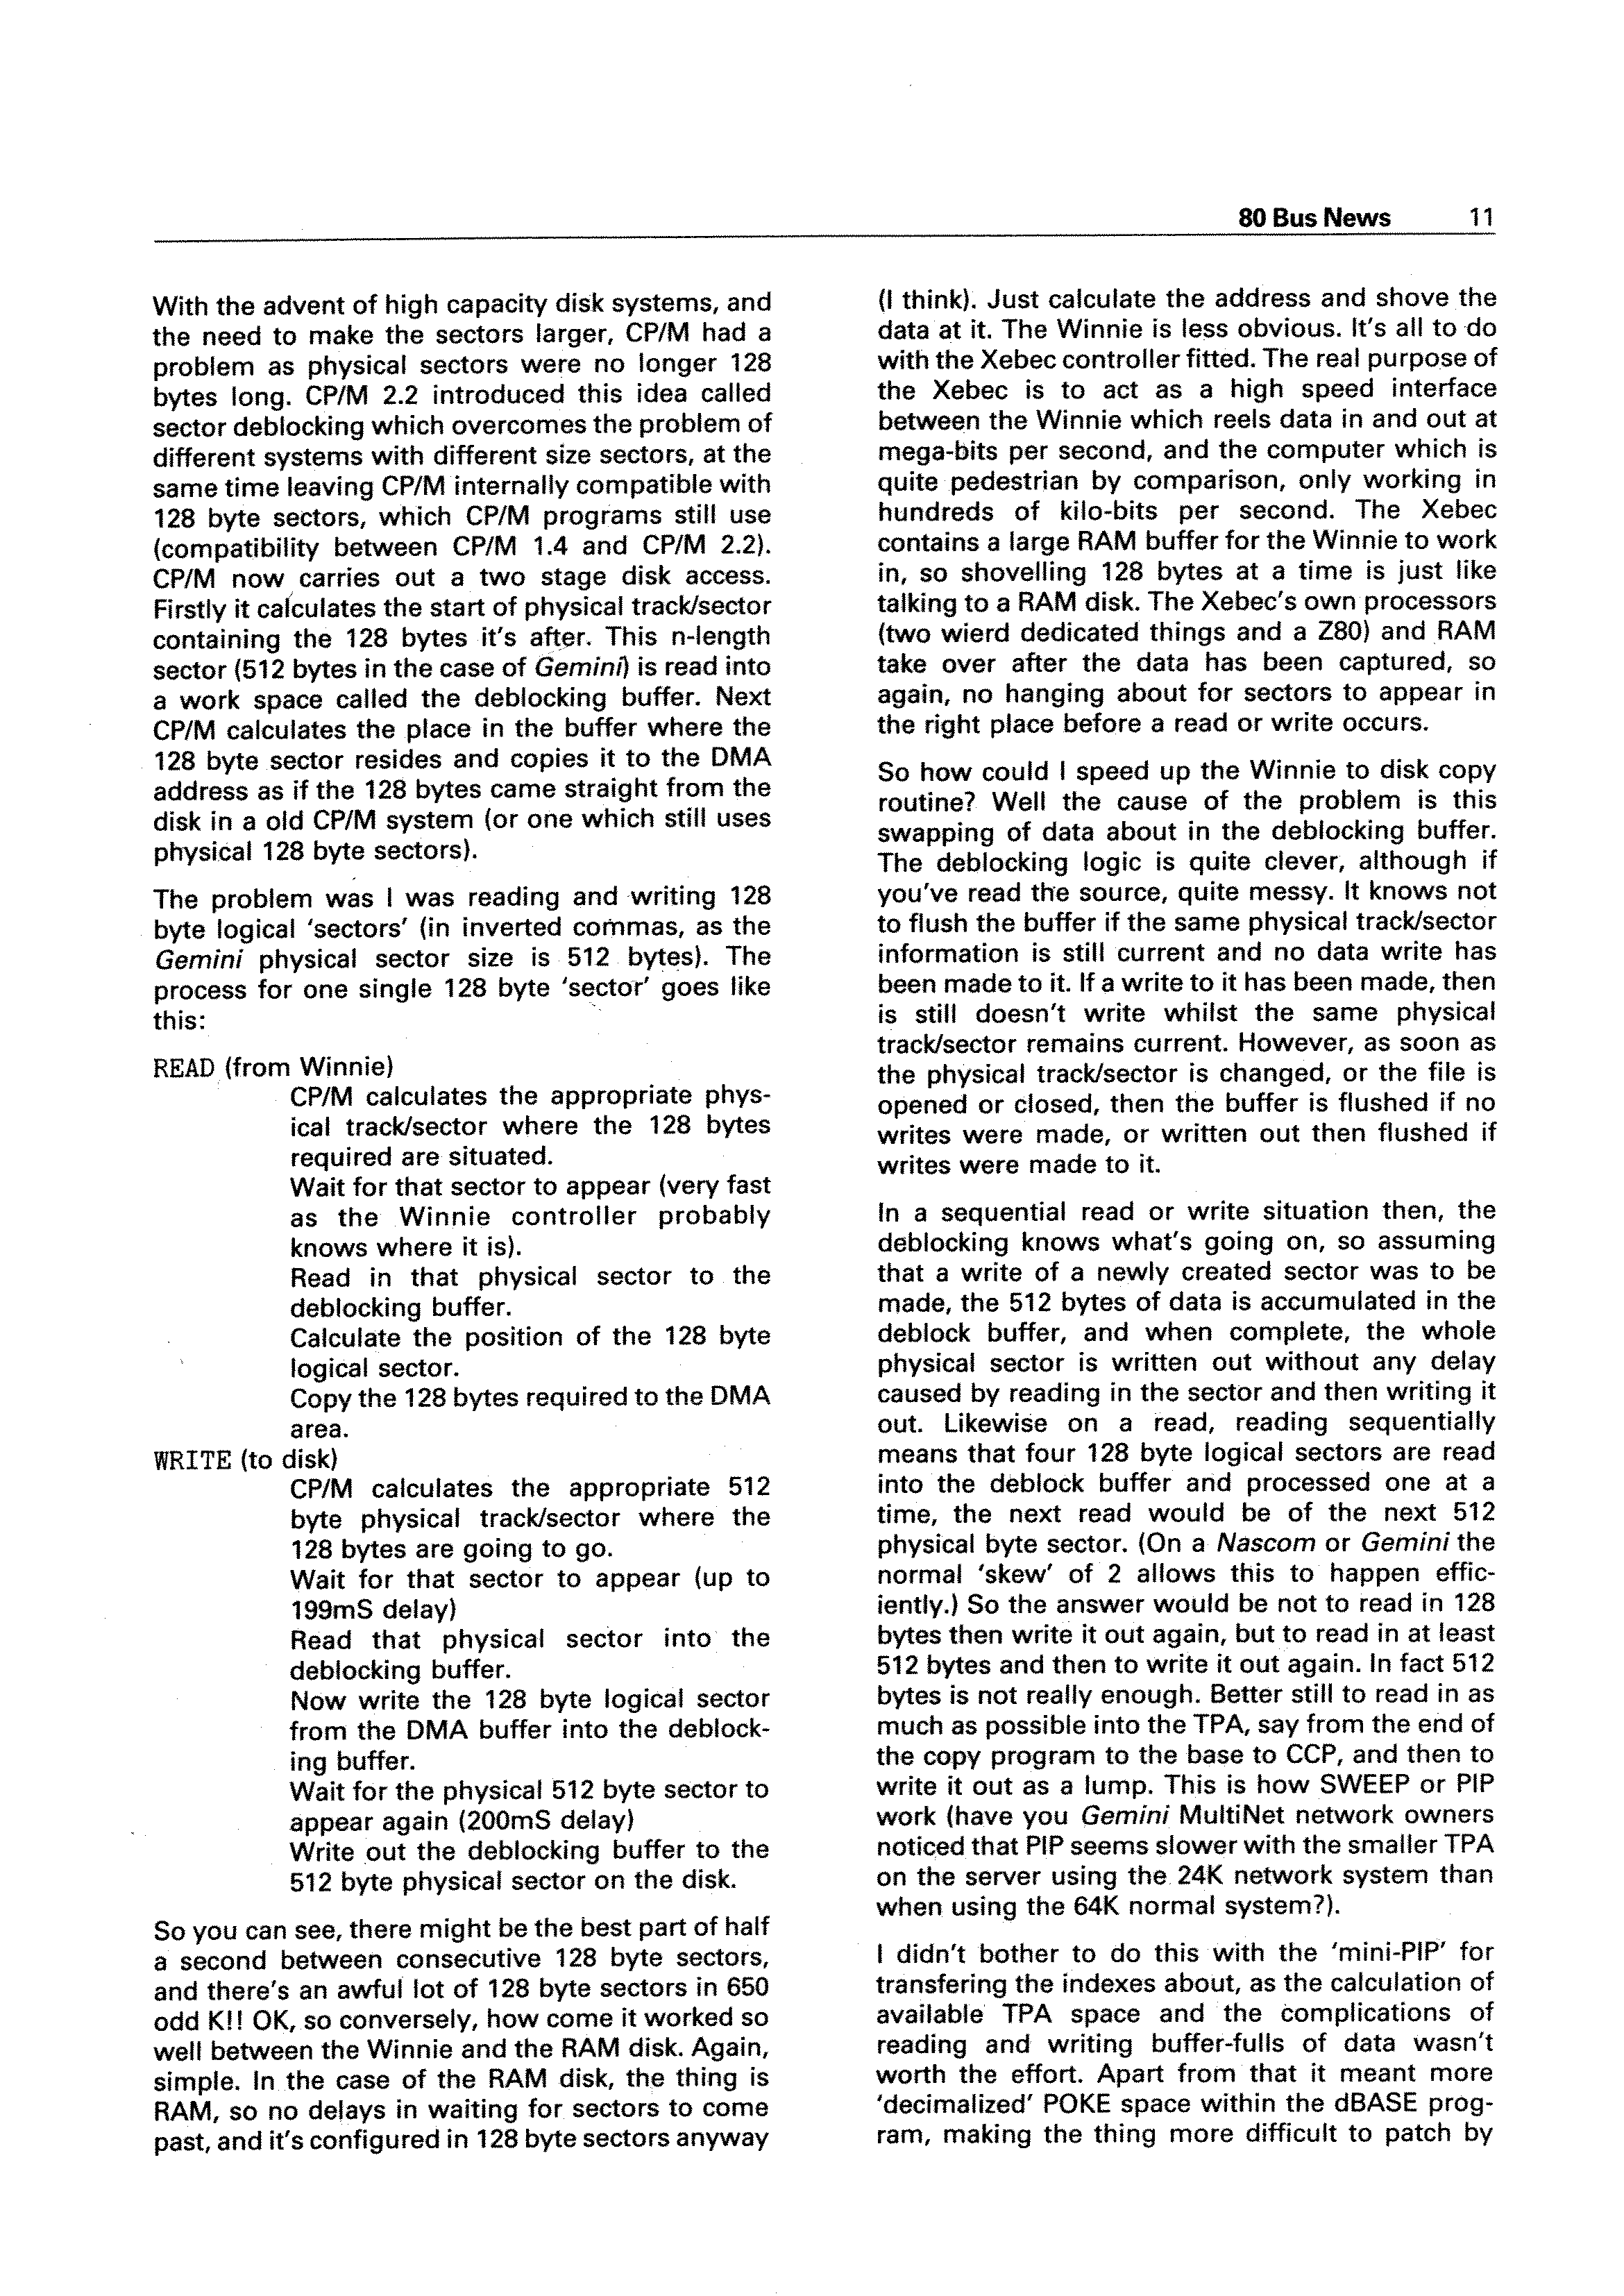 80 Bus News 11
With the advent of high capacity disk systems, and
the need to make the sectors larger, CP/M had a
problem as physical sectors were no longer 128
bytes long. CP/M 2.2 introduced this idea called
sector deblocking which overcomes the problem of
different systems with different size sectors, at the
same time leaving CP/M internally compatible with
128 byte sectors, which CP/M programs still use
(compatibility between CP/M 1.4 and CP/M 2.2).
CP/M now carries out a two stage disk access.
Firstly it calculates the start of physical track/sector
containing the 128 bytes it's after. This n-length
sector (512 bytes in the case of Gemini) is read into
a work space called the deblocking buffer. Next
CP/M calculates the place in the buffer where the
128 byte sector resides and copies it to the DMA
address as if the 128 bytes came straight from the
disk in a old CP/M system (or one which still uses
physical 128 byte sectors).
The problem was I was reading and writing 128
byte logical 'sectors' (in inverted commas, as the
Gemini physical sector size is 512 bytes). The
process for one single 128 byte 'sector' goes like
this:
READ (from Winnie)
CP/M calculates the appropriate phys-
ical track/sector where the 128 bytes
required are situated.
Wait for that sector to appear (very fast
as the Winnie controller probably
knows where it is).
Read in that physical sector to the
deblocking buffer.
Calculate the position of the 128 byte
logical sector.
Copy the 128 bytes required to the DMA
area.
WRITE (to disk)
CP/M calculates the appropriate 512
byte physical track/sector where the
128 bytes are going to go.
Wait for that sector to appear (up to
199mS delay)
Read that physical sector into the
deblocking buffer.
Now write the 128 byte logical sector
from the DMA buffer into the deblock-
ing buffer.
Wait for the physical 512 byte sector to
appear again (200mS delay)
Write out the deblocking buffer to the
512 byte physical sector on the disk.
So you can see, there might be the best part of half
a second between consecutive 128 byte sectors,
and there's an awful lot of 128 byte sectors in 650
odd K!! OK, so conversely, how come it worked so
well between the Winnie and the RAM disk. Again,
simple. In the case of the RAM disk, the thing is
RAM, so no delays in waiting for sectors to come
past, and it's configured in 128 byte sectors anyway
(I think). Just calculate the address and shove the
data at it. The Winnie is less obvious. It's all to do
with the Xebec controller fitted. The real purpose of
the Xebec is to act as a high speed interface
between the Winnie which reels data in and out at
mega-bits per second, and the computer which is
quite pedestrian by comparison, only working in
hundreds of kilo-bits per second. The Xebec
contains a large RAM buffer for the Winnie to work
in, so shovelling 128 bytes at a time is just like
talking to a RAM disk. The Xebec's own processors
(two wierd dedicated things and a Z80) and RAM
take over after the data has been captured, so
again, no hanging about for sectors to appear in
the right place before a read or write occurs.
So how could I speed up the Winnie to disk copy
routine? Well the cause of the problem is this
swapping of data about in the deblocking buffer.
The deblocking logic is quite clever, although if
you've read the source, quite messy. It knows not
to flush the buffer if the same physical track/sector
information is still current and no data write has
been made to it. If a write to it has been made, then
is still doesn't write whilst the same physical
track/sector remains current. However, as soon as
the physical track/sector is changed, or the file is
opened or closed, then the buffer is flushed if no
writes were made, or written out then flushed if
writes were made to it.
In a sequential read or write situation then, the
deblocking knows what's going on, so assuming
that a write of a newly created sector was to be
made, the 512 bytes of data is accumulated in the
deblock buffer, and when complete, the whole
physical sector is written out without any delay
caused by reading in the sector and then writing it
out. Likewise on a read, reading sequentially
means that four 128 byte logical sectors are read
into the deblock buffer and processed one at a
time, the next read would be of the next 512
physical byte sector. (On a Nascom or Gemini the
normal 'skew' of 2 allows this to happen effic-
iently.) So the answer would be not to read in 128
bytes then write it out again, but to read in at least
512 bytes and then to write it out again. In fact 512
bytes is not really enough. Better still to read in as
much as possible into the TPA, say from the end of
the copy program to the base to CCP, and then to
write it out as a lump. This is how SWEEP or PIP
work (have you Gemini MultiNet network owners
noticed that PIP seems slower with the smaller TPA
on the server using the 24K network system than
when using the 64K normal system?).
I didn't bother to do this with the 'mini-PIP' for
transfering the indexes about, as the calculation of
available TPA space and the complications of
reading and writing buffer-fulls of data wasn't
worth the effort. Apart from that it meant more
'decimalized' POKE space within the dBASE prog-
ram, making the thing more difficult to patch by